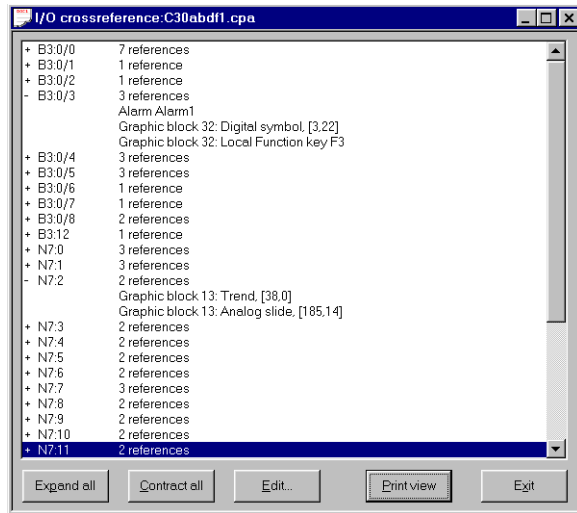 I/O crossreference:C30abdf1.cpa
+ B3:0/0 7 references
+ B3:0/1 1 reference
+ B3:0/2 1 reference
- B3:0/3 3 references
Alarm Alarm1
Graphic block 32: Digital symbol, [3,22]
Graphic block 32: Local Function key F3
+ B3:0/4 3 references
+ B3:0/5 3 references
+ B3:0/6 1 reference
+ B3:0/7 1 reference
+ B3:0/8 2 references
+ B3:12 1 reference
+ N7:0 3 references
+ N7:1 3 references
- N7:2 2 references
Graphic block 13: Trend, [38,0]
Graphic block 13: Analog slide, [185,14]
+ N7:3 2 references
+ N7:4 2 references
+ N7:5 2 references
+ N7:6 2 references
+ N7:7 3 references
+ N7:8 2 references
+ N7:9 2 references
+ N7:10 2 references
+ N7:11 2 references
Expand all Contract all Edit... Print view Exit